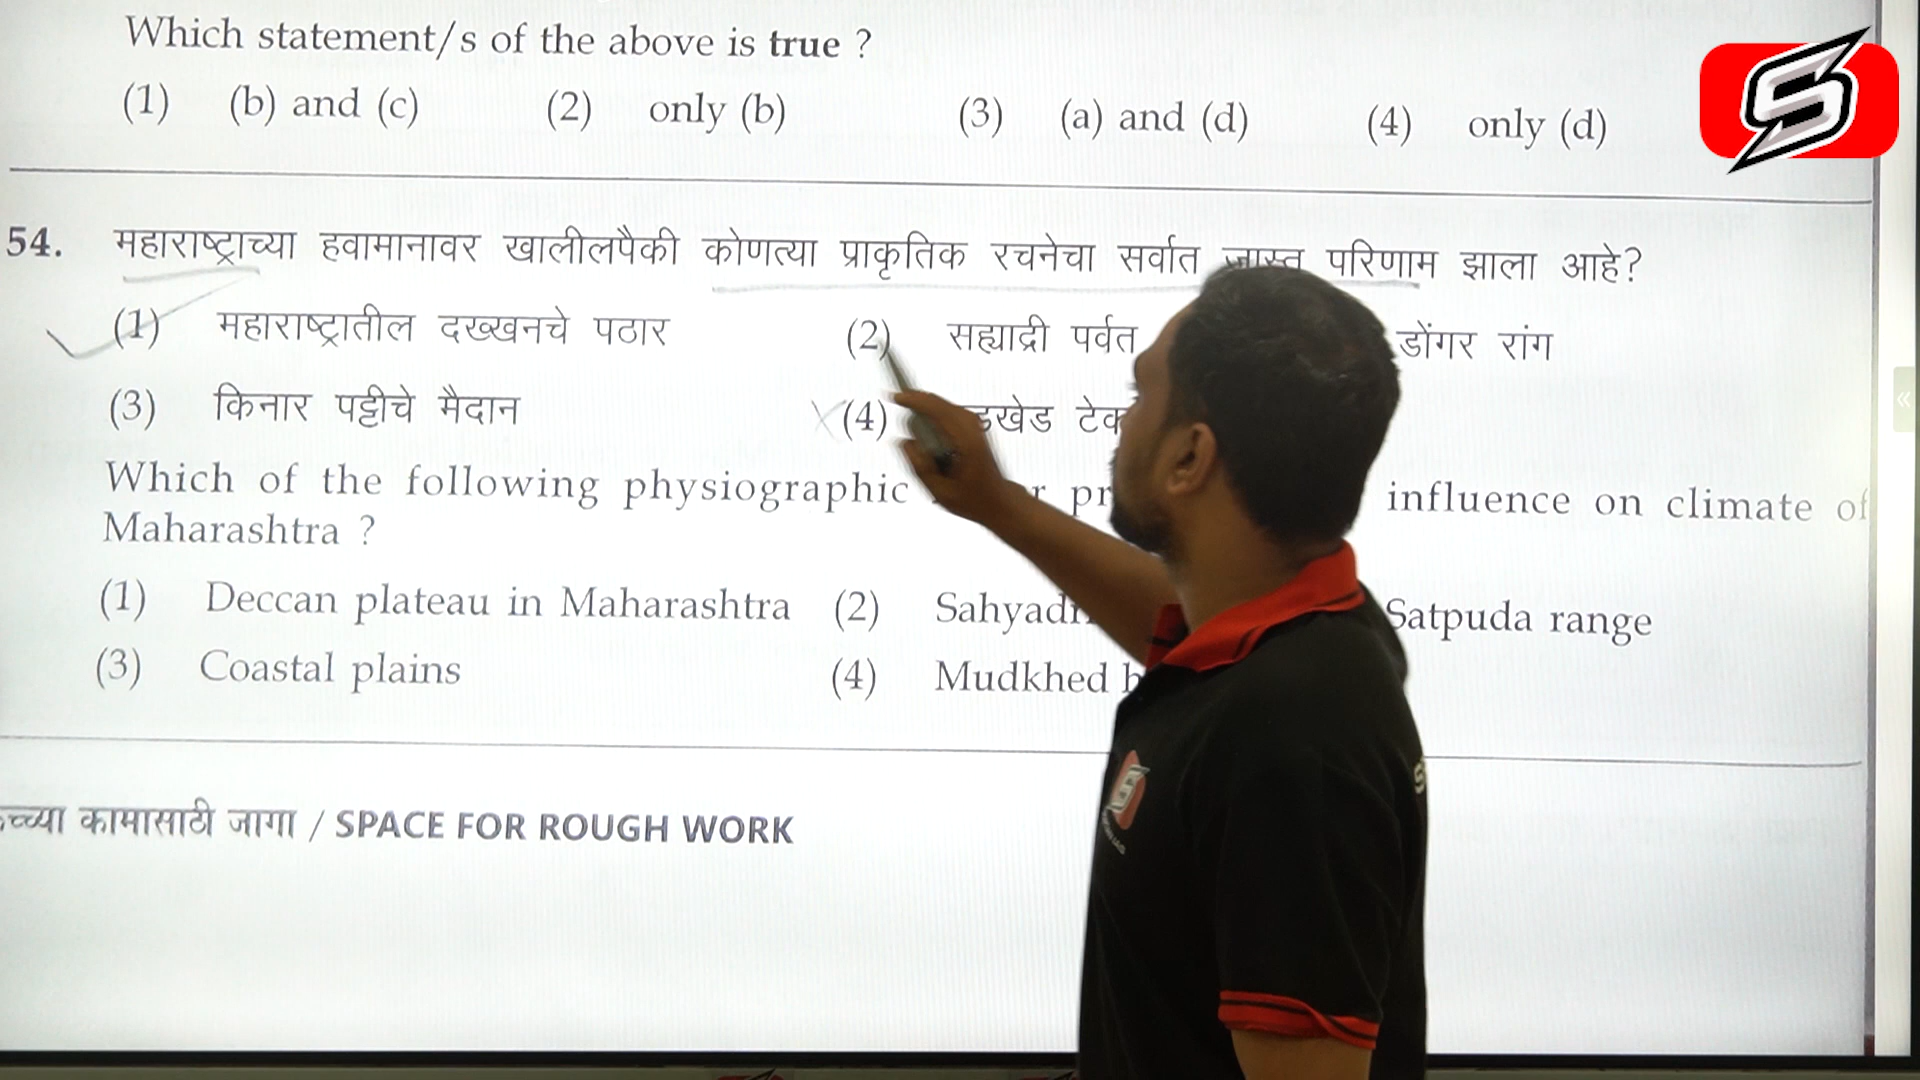 Which statement/s of the above is true ?
(1) (b) and (c) (2) only (b) (3) (a) and (d) (4) only (d)
54. महाराष्ट्राच्या हवामानावर खालीलपैकी कोणत्या प्राकृतिक रचनेचा सर्वात जास्त परिणाम झाला आहे?
(1) महाराष्ट्रातील दख्खनचे पठार (2) सह्याद्री पर्वत डोंगर रांग
(3) किनार पट्टीचे मैदान (4)
Which of the following physiographic influence on climate of
Maharashtra ?
(1) Deccan plateau in Maharashtra (2) Satpuda range
(3) Coastal plains (4) Mudkhed
कामासाठी जागा / SPACE FOR ROUGH WORK